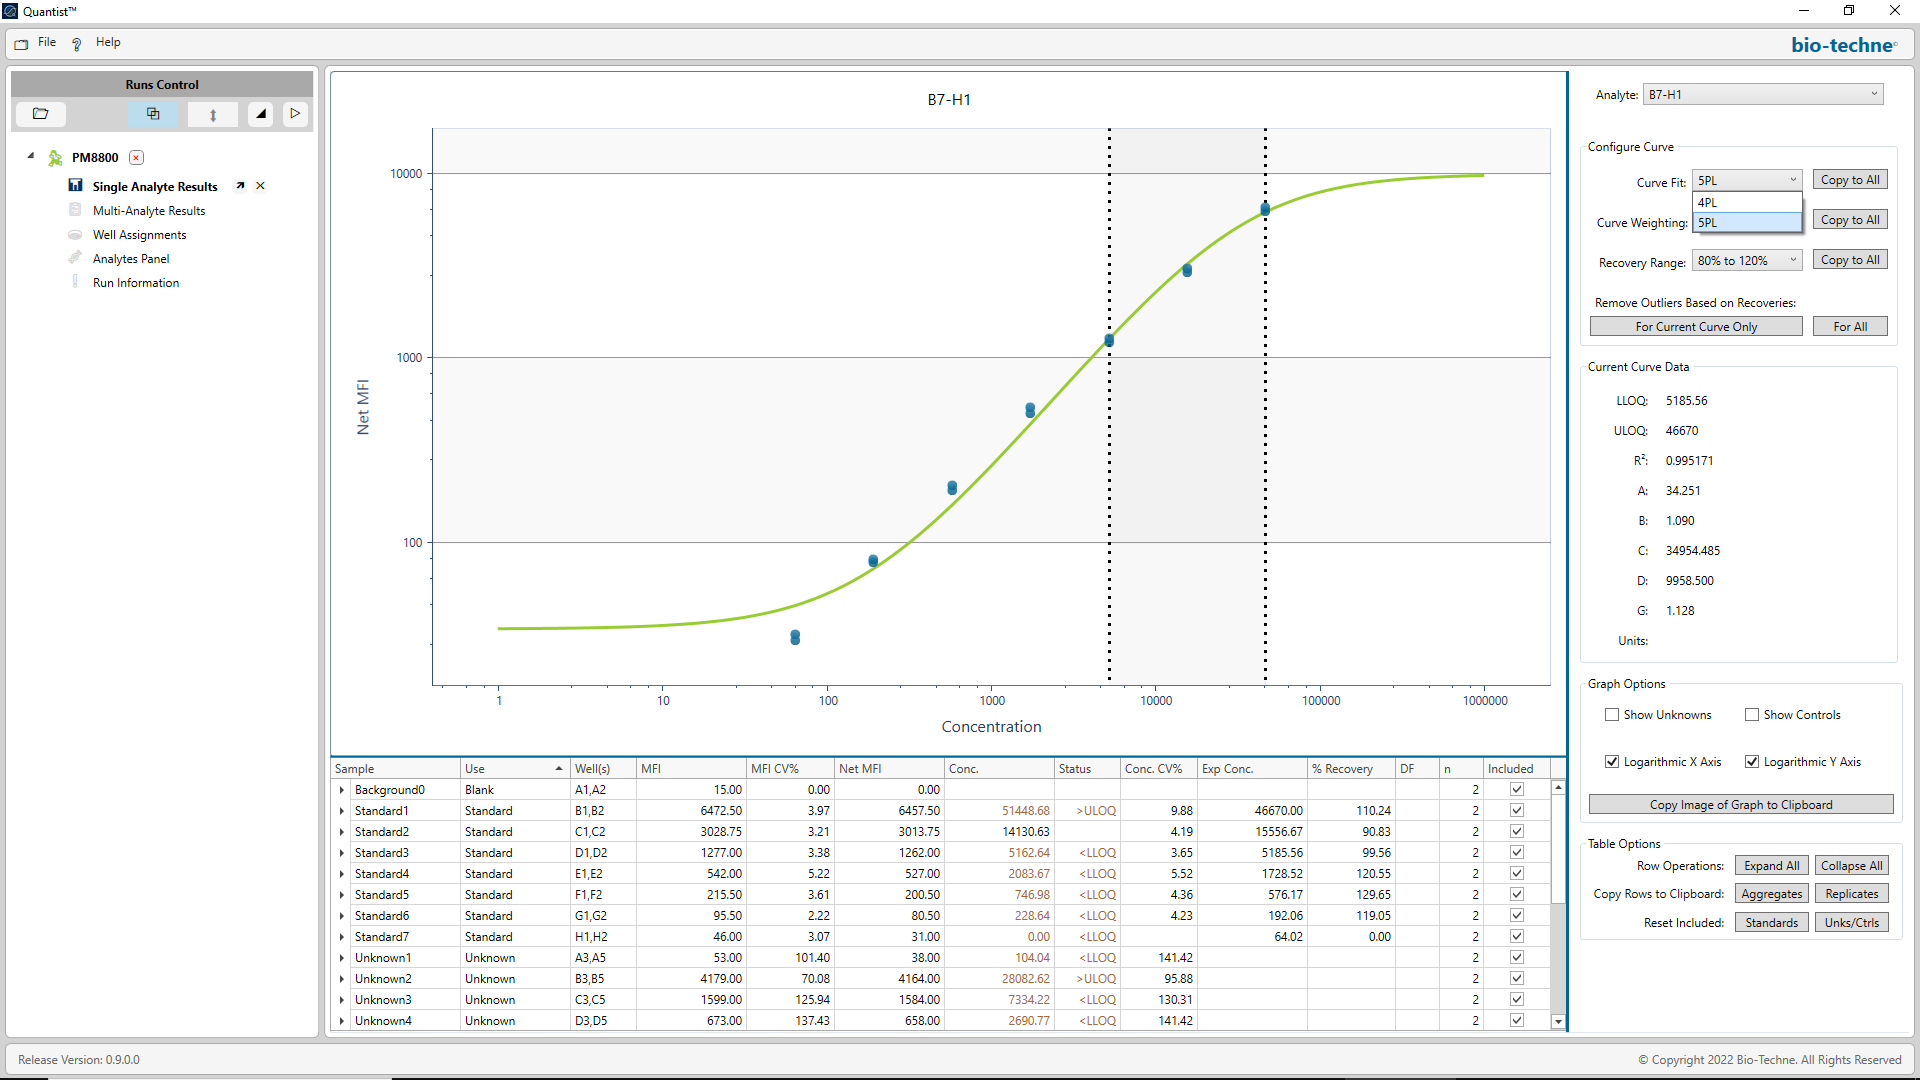 Quantist™
File Help
bio-techne
Runs Control
PM8800
Single Analyte Results
Multi-Analyte Results
Well Assignments
Analytes Panel
Run Information
B7-H1
10000
1000
100
Net MFI
1 10 100 1000 10000 100000 1000000
Concentration
Sample Use Well(s) MFI MFI CV% Net MFI Conc. Status Conc. CV% Exp Conc. % Recovery DF n Included
Background0 Blank A1,A2 15.00 0.00 0.00 2
Standard1 Standard B1,B2 6472.50 3.97 6457.50 51448.68 >ULOQ 9.88 46670.00 110.24 2
Standard2 Standard C1,C2 3028.75 3.21 3013.75 14130.63 4.19 15556.67 90.83 2
Standard3 Standard D1,D2 1277.00 3.38 1262.00 5162.64 <LLOQ 3.65 5185.56 99.56 2
Standard4 Standard E1,E2 542.00 5.22 527.00 2083.67 <LLOQ 5.52 1728.52 120.55 2
Standard5 Standard F1,F2 215.50 3.61 200.50 746.98 <LLOQ 4.36 576.17 129.65 2
Standard6 Standard G1,G2 95.50 2.22 80.50 228.64 <LLOQ 4.23 192.06 119.05 2
Standard7 Standard H1,H2 46.00 3.07 31.00 0.00 <LLOQ 64.02 0.00 2
Unknown1 Unknown A3,A5 53.00 101.40 38.00 104.04 <LLOQ 141.42 2
Unknown2 Unknown B3,B5 4179.00 70.08 4164.00 28082.62 >ULOQ 95.88 2
Unknown3 Unknown C3,C5 1599.00 125.94 1584.00 7334.22 <LLOQ 130.31 2
Unknown4 Unknown D3,D5 673.00 137.43 658.00 2690.77 <LLOQ 141.42 2
Analyte: B7-H1
Configure Curve
Curve Fit: 5PL Copy to All
4PL
5PL
Curve Weighting: Copy to All
Recovery Range: 80% to 120% Copy to All
Remove Outliers Based on Recoveries:
For Current Curve Only For All
Current Curve Data
LLOQ: 5185.56
ULOQ: 46670
R²: 0.995171
A: 34.251
B: 1.090
C: 34954.485
D: 9958.500
G: 1.128
Units:
Graph Options
Show Unknowns Show Controls
Logarithmic X Axis Logarithmic Y Axis
Copy Image of Graph to Clipboard
Table Options
Row Operations: Expand All Collapse All
Copy Rows to Clipboard: Aggregates Replicates
Reset Included: Standards Unks/Ctrls
Release Version: 0.9.0.0
© Copyright 2022 Bio-Techne. All Rights Reserved